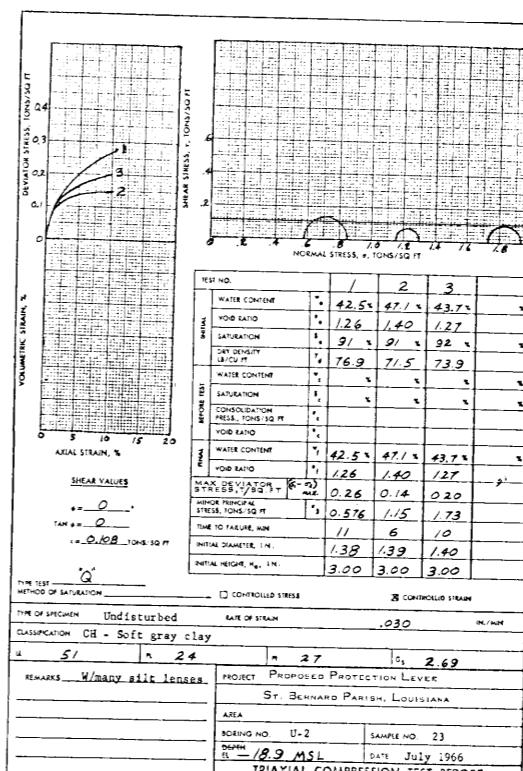 DEVIATOR STRESS, TONS/SQ FT
0.4
0.3
0.2
0.1
0
1
3
2
VOLUMETRIC STRAIN, %
0 5 10 15 20
AXIAL STRAIN, %
SHEAR STRESS, τ, TONS/SQ FT
.6
.4
.2
0 .2 .4 .6 .8 1.0 1.2 1.4 1.6 1.8
NORMAL STRESS, σ, TONS/SQ FT
SHEAR VALUES
φ = 0 °
TAN φ = 0
c = 0.108 TONS/SQ FT
TEST NO. 1 2 3
INITIAL
WATER CONTENT w o 42.5 % 47.1 % 43.7 % %
VOID RATIO e o 1.26 1.40 1.27
SATURATION S o 91 % 91 % 92 % %
DRY DENSITY LB/CU FT γ d 76.9 71.5 73.9
BEFORE TEST
WATER CONTENT w c % % % %
SATURATION S c % % % %
CONSOLIDATION PRESS., TONS/SQ FT σ c
VOID RATIO e c
FINAL
WATER CONTENT w f 42.5 % 47.1 % 43.7 %
VOID RATIO e f 1.26 1.40 1.27
MAX DEVIATOR STRESS, T/SQ FT (σ1-σ3) MAX. 0.26 0.14 0.20
MINOR PRINCIPAL STRESS, TONS/SQ FT σ 3 0.576 1.15 1.73
TIME TO FAILURE, MIN 11 6 10
INITIAL DIAMETER, IN. 1.38 1.39 1.40
INITIAL HEIGHT, H o, IN. 3.00 3.00 3.00
TYPE TEST "Q"
METHOD OF SATURATION CONTROLLED STRESS CONTROLLED STRAIN
TYPE OF SPECIMEN Undisturbed RATE OF STRAIN .030 IN./MIN
CLASSIFICATION CH - Soft gray clay
LL 51 PL 24 PI 27 G s 2.69
REMARKS W/many silt lenses
PROJECT PROPOSED PROTECTION LEVEE
ST. BERNARD PARISH, LOUISIANA
AREA
BORING NO. U-2 SAMPLE NO. 23
DEPTH EL -18.9 MSL DATE July 1966
TRIAXIAL COMPRESSION TEST REPORT